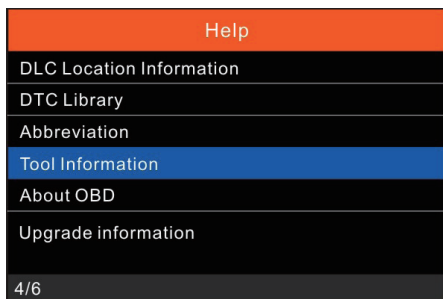 Help
DLC Location Information
DTC Library
Abbreviation
Tool Information
About OBD
Upgrade information
4/6